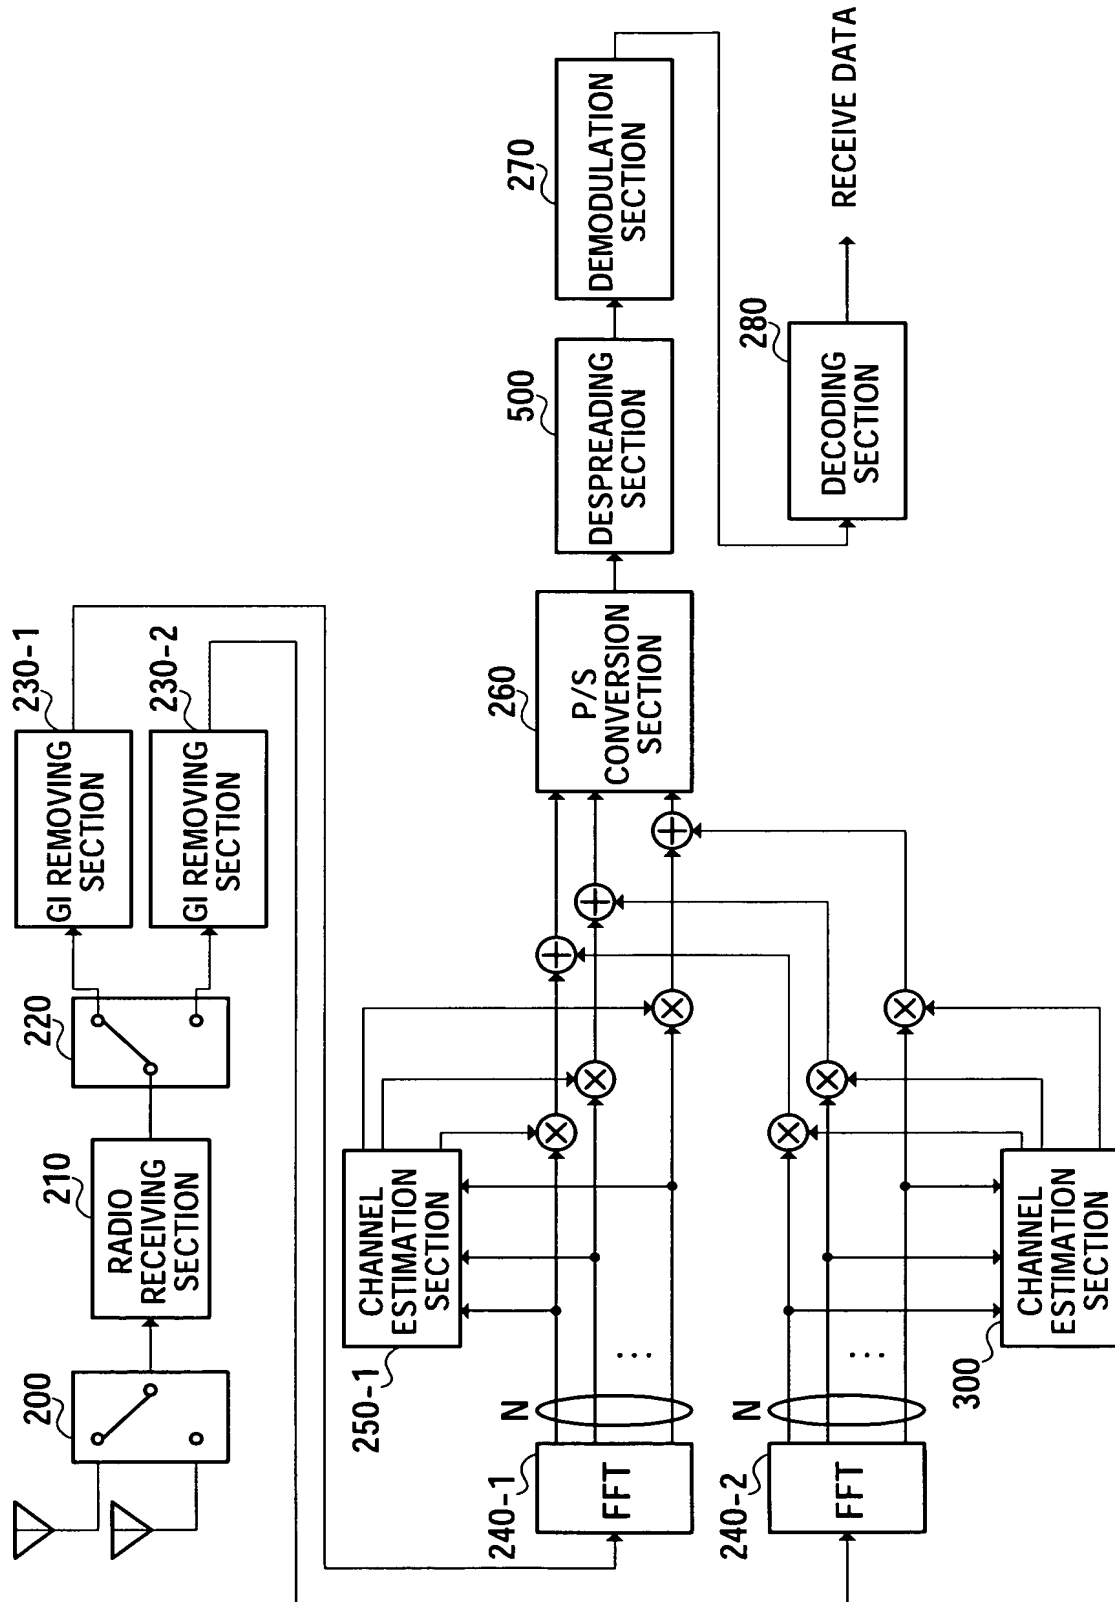 200
210
RADIO
RECEIVING
SECTION
220
230-1
GI REMOVING
SECTION
230-2
GI REMOVING
SECTION
240-1
FFT
N
...
250-1
CHANNEL
ESTIMATION
SECTION
260
P/S
CONVERSION
SECTION
500
DESPREADING
SECTION
270
DEMODULATION
SECTION
240-2
FFT
N
...
300
CHANNEL
ESTIMATION
SECTION
280
DECODING
SECTION
RECEIVE DATA